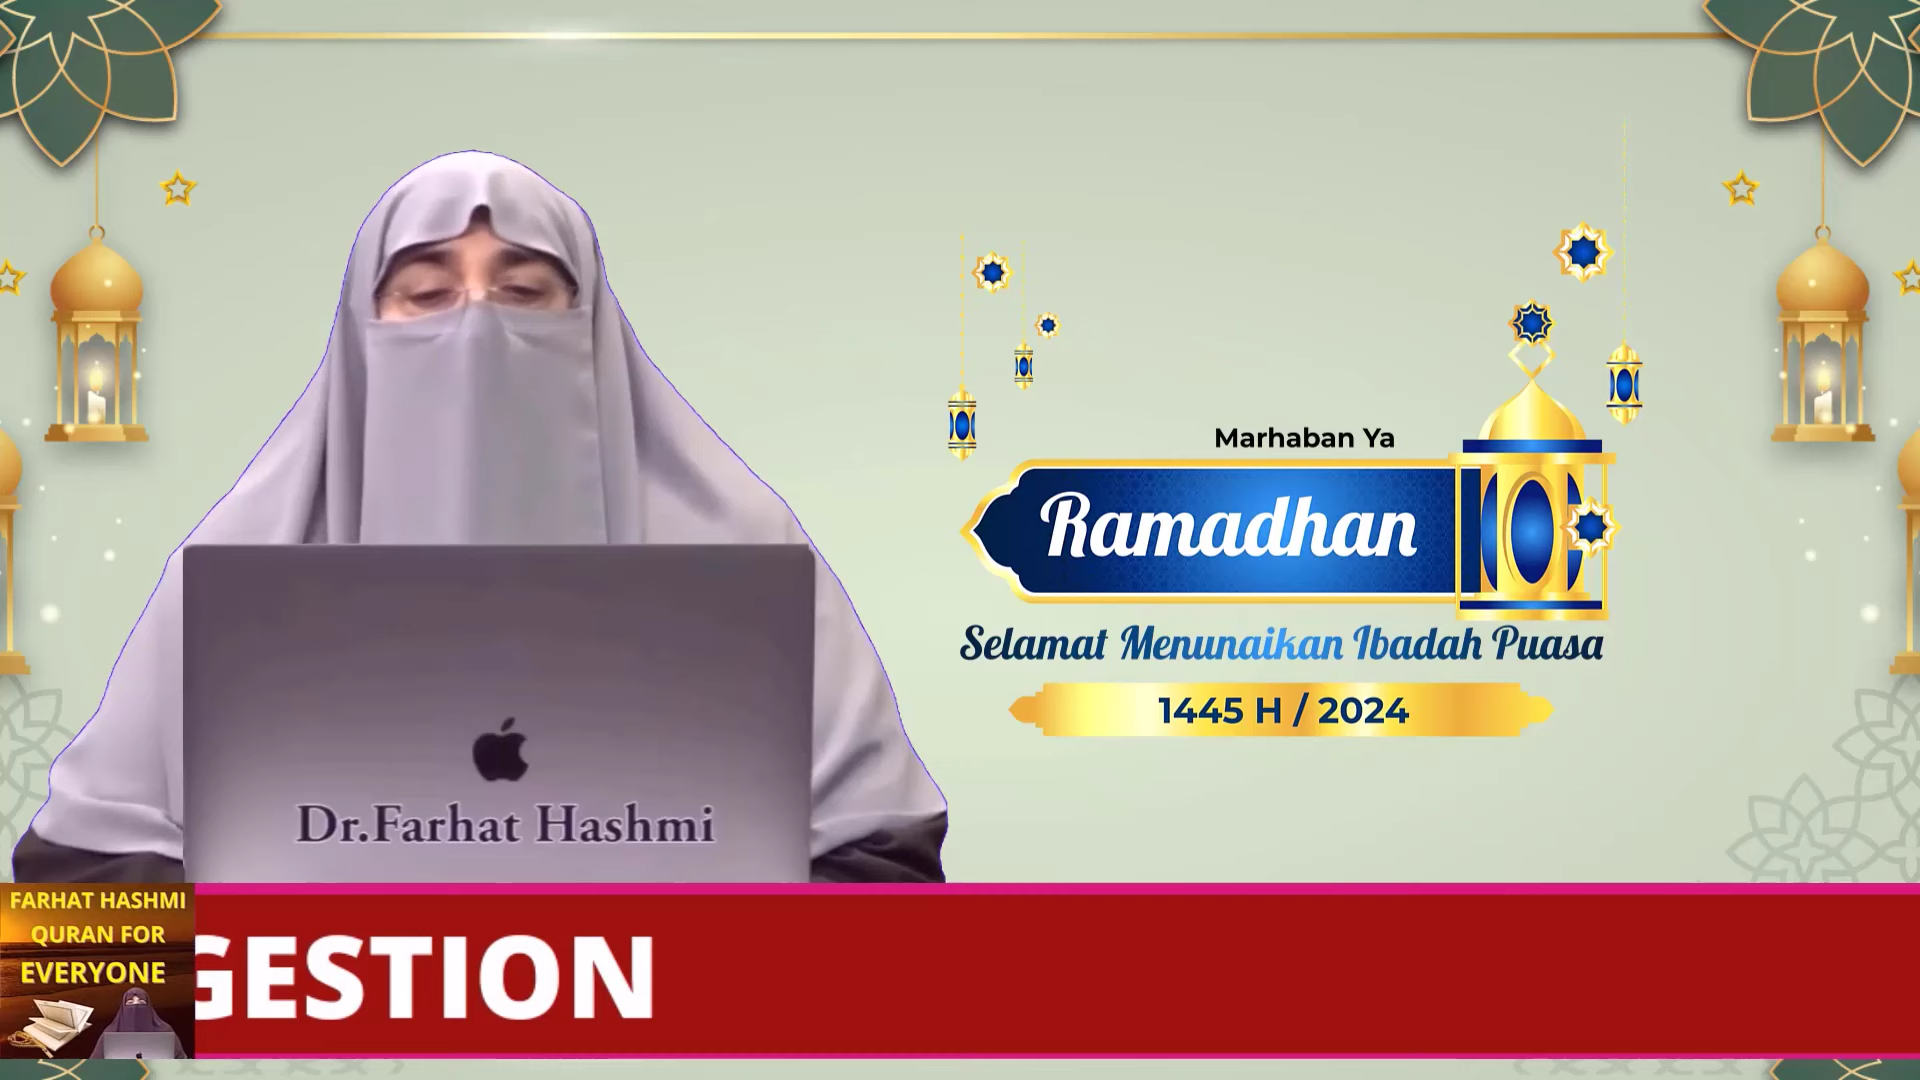 Marhaban Ya
Ramadhan
Selamat Menunaikan Ibadah Puasa
1445 H / 2024
Dr.Farhat Hashmi
FARHAT HASHMI
QURAN FOR
EVERYONE
GESTION